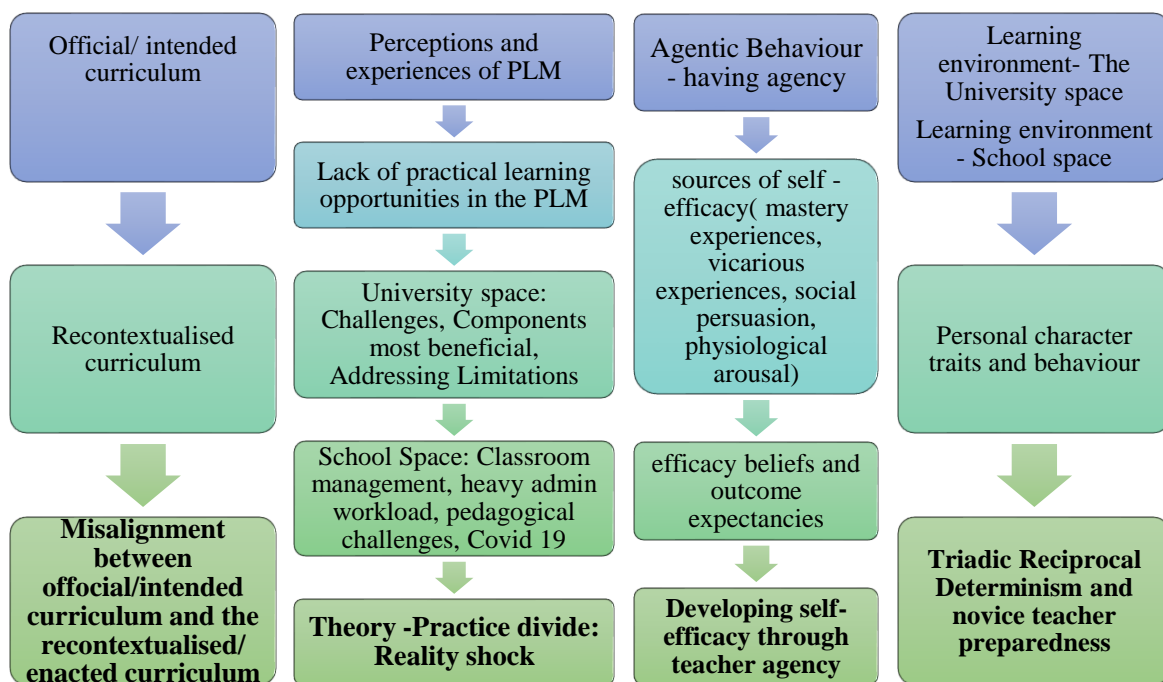 Official/ intended
curriculum
Recontextualised
curriculum
Misalignment
between
offocial/intended
curriculum and the
recontextualised/
enacted curriculum
Perceptions and
experiences of PLM
Lack of practical learning
opportunities in the PLM
University space:
Challenges, Components
most beneficial,
Addressing Limitations
School Space: Classroom
management, heavy admin
workload, pedagogical
challenges, Covid 19
Theory -Practice divide:
Reality shock
Agentic Behaviour
- having agency
sources of self -
efficacy( mastery
experiences,
vicarious
experiences, social
persuasion,
physiological
arousal)
efficacy beliefs and
outcome
expectancies
Developing self-
efficacy through
teacher agency
Learning
environment- The
University space
Learning environment
- School space
Personal character
traits and behaviour
Triadic Reciprocal
Determinism and
novice teacher
preparedness